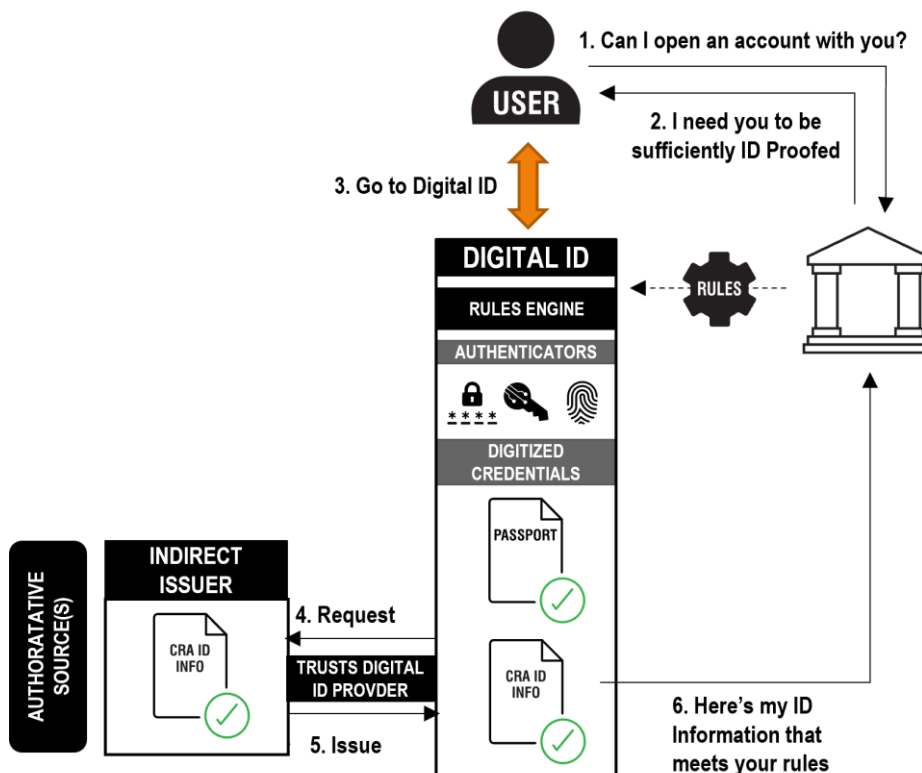 1. Can I open an account with you?
USER
2. I need you to be
sufficiently ID Proofed
3. Go to Digital ID
DIGITAL ID
RULES ENGINE
RULES
AUTHENTICATORS
****
DIGITIZED
CREDENTIALS
PASSPORT
AUTHORATATIVE
SOURCE(S)
INDIRECT
ISSUER
CRA ID
INFO
4. Request
TRUSTS DIGITAL
ID PROVDER
5. Issue
CRA ID
INFO
6. Here's my ID
Information that
meets your rules